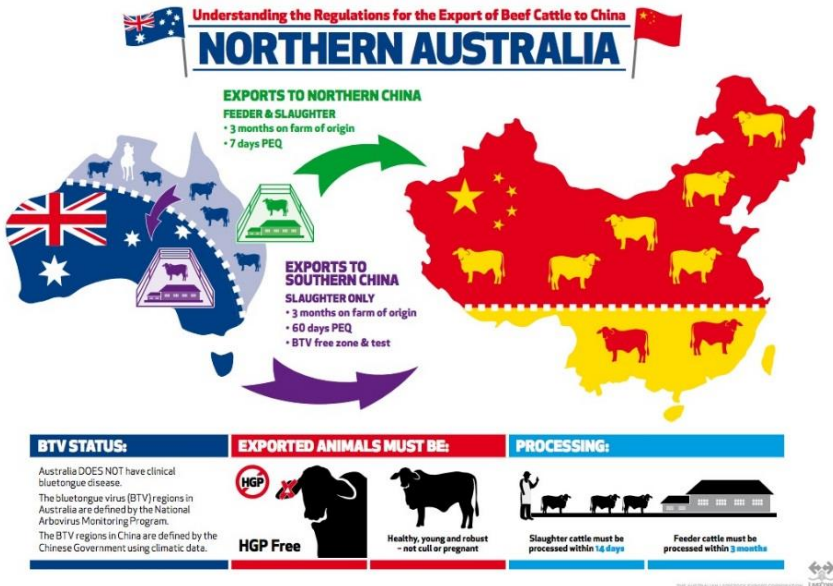 Understanding the Regulations for the Export of Beef Cattle to China
NORTHERN AUSTRALIA
EXPORTS TO NORTHERN CHINA
FEEDER & SLAUGHTER
• 3 months on farm of origin
• 7 days PEQ
EXPORTS TO
SOUTHERN CHINA
SLAUGHTER ONLY
• 3 months on farm of origin
• 60 days PEQ
• BTV free zone & test
BTV STATUS:
Australia DOES NOT have clinical
bluetongue disease.
The bluetongue virus (BTV) regions in
Australia are defined by the National
Arbovirus Monitoring Program.
The BTV regions in China are defined by the
Chinese Government using climatic data.
EXPORTED ANIMALS MUST BE:
HGP
HGP Free
Healthy, young and robust
– not cull or pregnant
PROCESSING:
Slaughter cattle must be
processed within 14 days
Feeder cattle must be
processed within 3 months